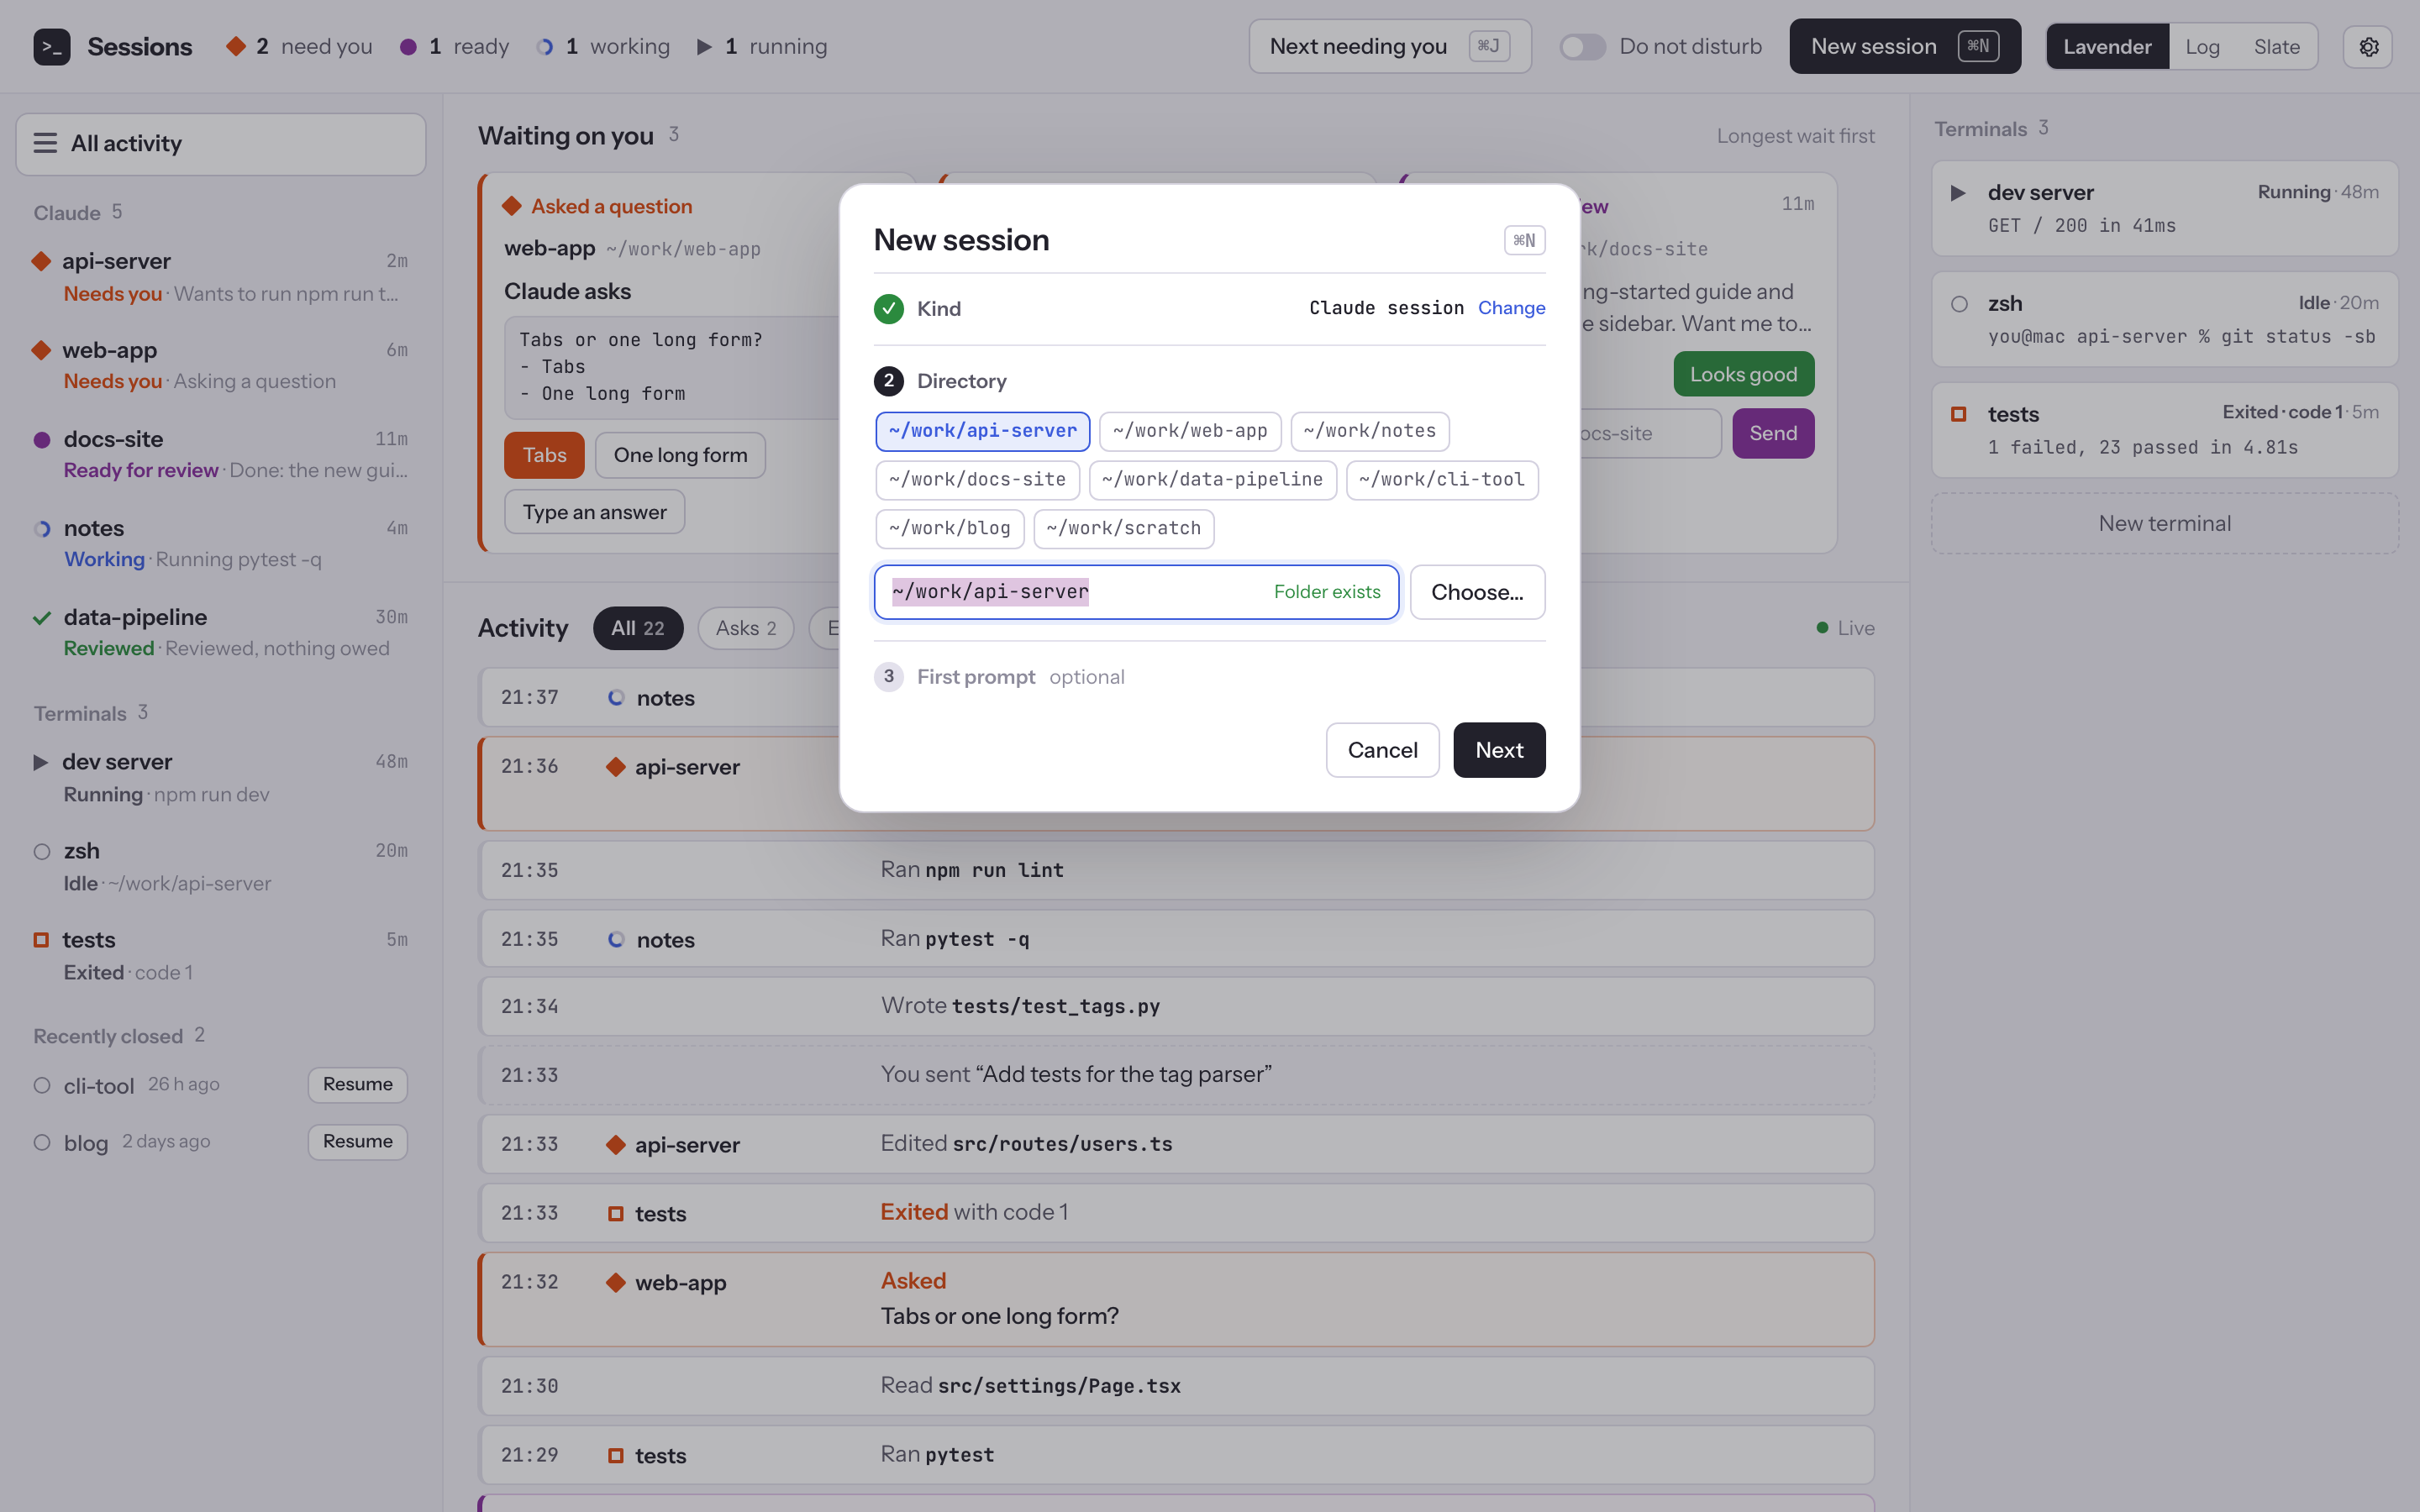 >_ Sessions 2 need you 1 ready 1 working 1 running Next needing you ⌘J Do not disturb New session ⌘N Lavender Log Slate
All activity
Claude 5
api-server 2m
Needs you · Wants to run npm run t...
web-app 6m
Needs you · Asking a question
docs-site 11m
Ready for review · Done: the new gui...
notes 4m
Working · Running pytest -q
data-pipeline 30m
Reviewed · Reviewed, nothing owed
Terminals 3
dev server 48m
Running · npm run dev
zsh 20m
Idle · ~/work/api-server
tests 5m
Exited · code 1
Recently closed 2
cli-tool 26 h ago Resume
blog 2 days ago Resume
Waiting on you 3 Longest wait first
Asked a question
web-app ~/work/web-app
Claude asks
Tabs or one long form?
- Tabs
- One long form
Tabs One long form
Type an answer
11m
Looks good
Send
New session ⌘N
Kind Claude session Change
2 Directory
~/work/api-server ~/work/web-app ~/work/notes
~/work/docs-site ~/work/data-pipeline ~/work/cli-tool
~/work/blog ~/work/scratch
~/work/api-server Folder exists Choose...
3 First prompt optional
Cancel Next
ew
k/docs-site
ng-started guide and
e sidebar. Want me to...
ocs-site
Activity All 22 Asks 2 Live
21:37 notes
21:36 api-server
21:35 Ran npm run lint
21:35 notes Ran pytest -q
21:34 Wrote tests/test_tags.py
21:33 You sent “Add tests for the tag parser”
21:33 api-server Edited src/routes/users.ts
21:33 tests Exited with code 1
21:32 web-app Asked
Tabs or one long form?
21:30 Read src/settings/Page.tsx
21:29 tests Ran pytest
Terminals 3
dev server Running · 48m
GET / 200 in 41ms
zsh Idle · 20m
you@mac api-server % git status -sb
tests Exited · code 1 · 5m
1 failed, 23 passed in 4.81s
New terminal